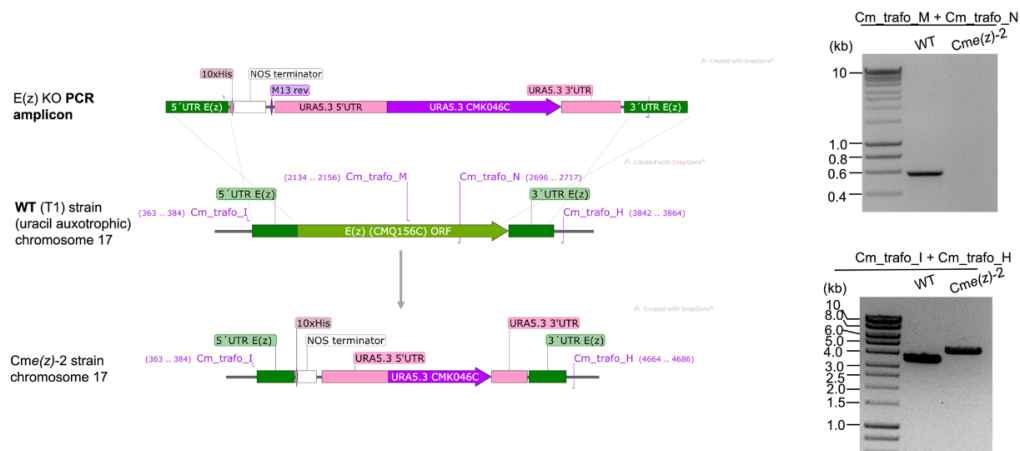 Created with SnapGene®
10xHis
NOS terminator
M13 rev
URA5.3 3'UTR
E(z) KO PCR
amplicon
5´UTR E(z)
URA5.3 5'UTR
URA5.3 CMK046C
3´UTR E(z)
Created with SnapGene®
(2134 .. 2156) Cm_trafo_M
Cm_trafo_N (2696 .. 2717)
5´UTR E(z)
3´UTR E(z)
WT (T1) strain
(uracil auxotrophic)
chromosome 17
(363 .. 384) Cm_trafo_I
Cm_trafo_H (3842 .. 3864)
E(z) (CMQ156C) ORF
Created with SnapGene®
10xHis
URA5.3 3'UTR
5´UTR E(z)
NOS terminator
3´UTR E(z)
Cme(z)-2 strain
chromosome 17
(363 .. 384) Cm_trafo_I
URA5.3 5'UTR
Cm_trafo_H (4664 .. 4686)
URA5.3 CMK046C
Cm_trafo_M + Cm_trafo_N
(kb)
WT
Cme(z)-2
10
1.0
0.8
0.6
0.4
Cm_trafo_I + Cm_trafo_H
(kb)
WT
Cme(z)-2
10
8.0
6.0
5.0
4.0
3.0
2.5
2.0
1.5
1.0